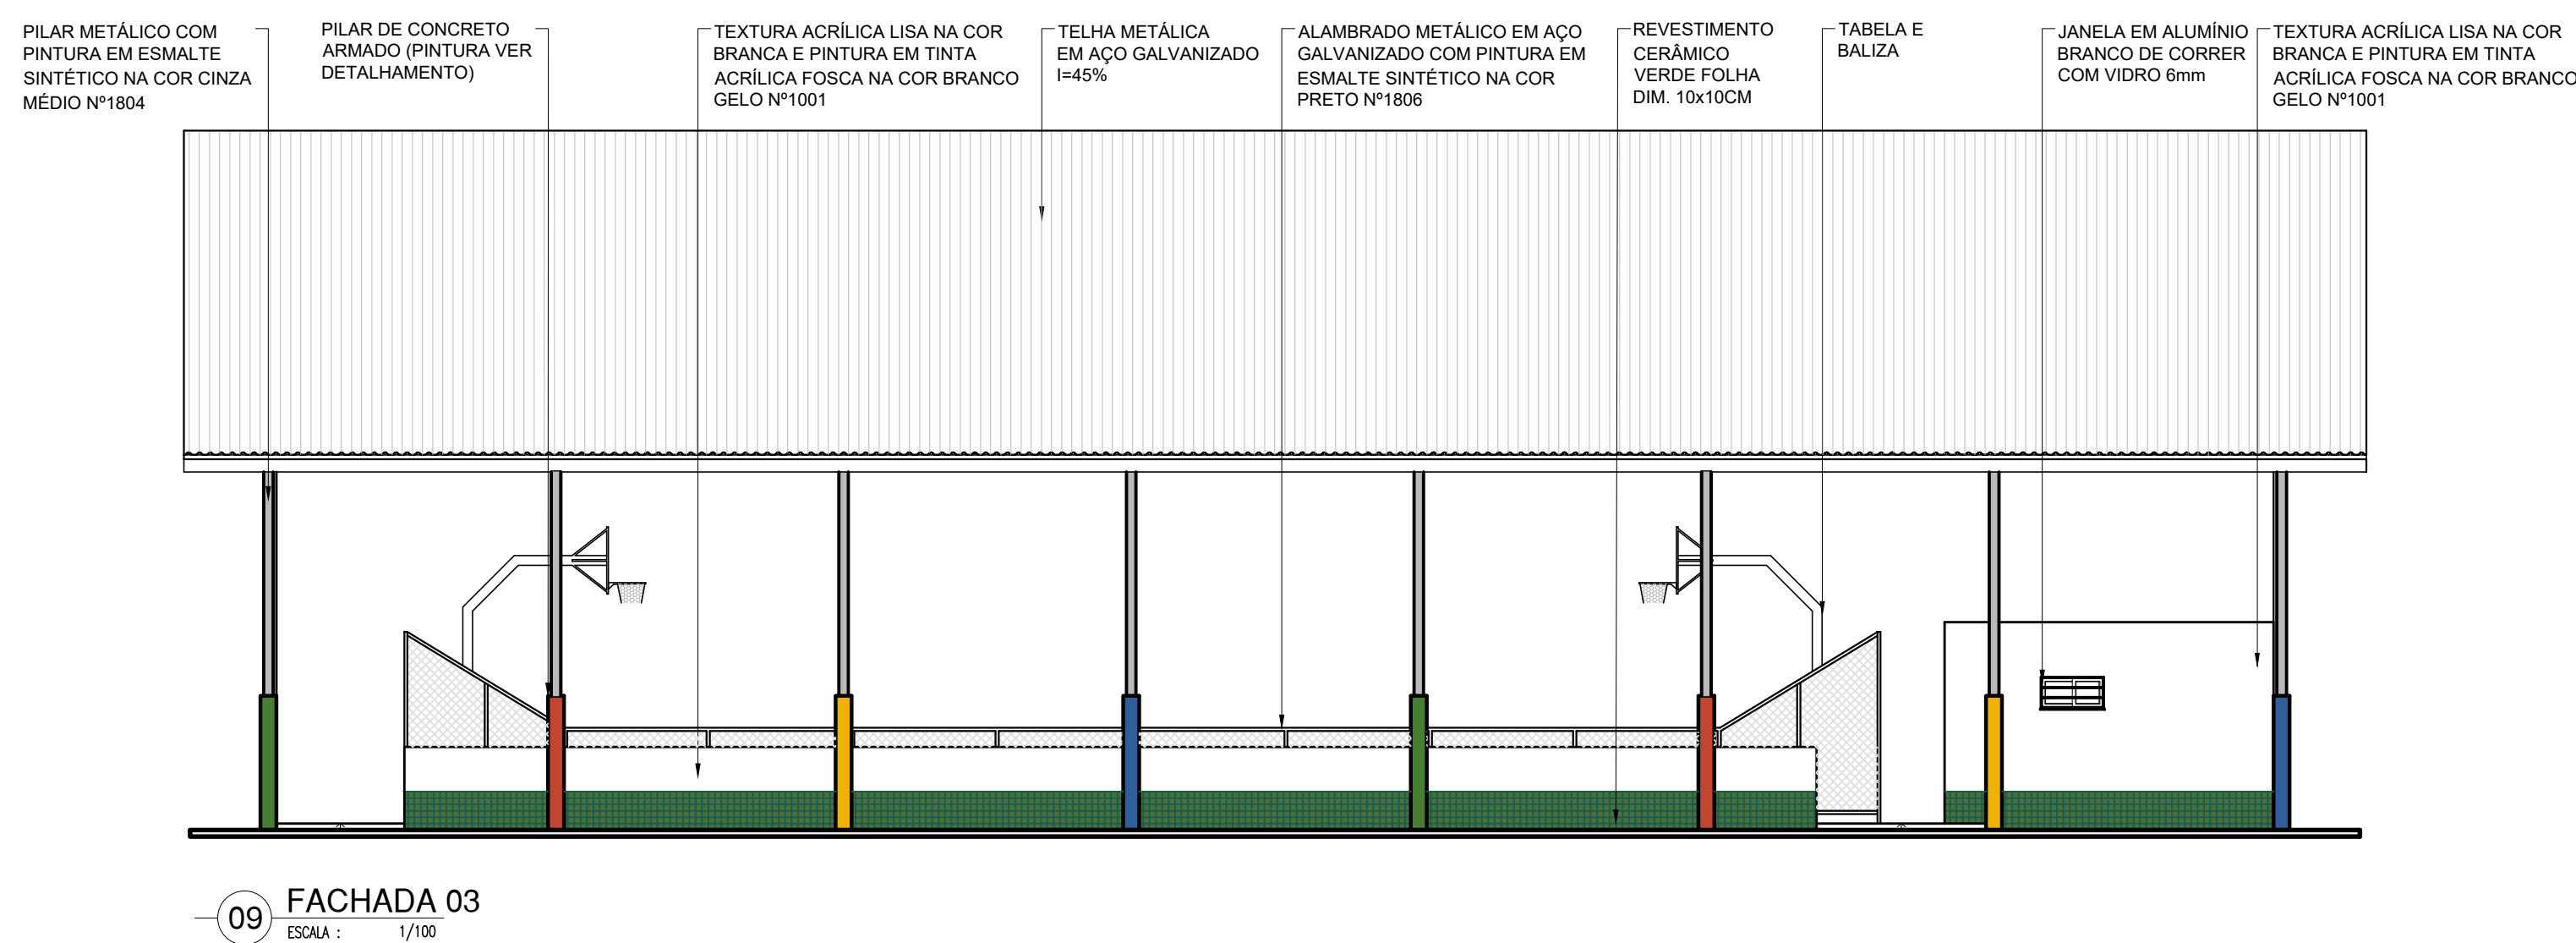 PILAR METÁLICO COM
PINTURA EM ESMALTE
SINTÉTICO NA COR CINZA
MÉDIO Nº1804
PILAR DE CONCRETO
ARMADO (PINTURA VER
DETALHAMENTO)
TEXTURA ACRÍLICA LISA NA COR
BRANCA E PINTURA EM TINTA
ACRÍLICA FOSCA NA COR BRANCO
GELO Nº1001
TELHA METÁLICA
EM AÇO GALVANIZADO
I=45%
ALAMBRADO METÁLICO EM AÇO
GALVANIZADO COM PINTURA EM
ESMALTE SINTÉTICO NA COR
PRETO Nº1806
REVESTIMENTO
CERÂMICO
VERDE FOLHA
DIM. 10x10CM
TABELA E
BALIZA
JANELA EM ALUMÍNIO
BRANCO DE CORRER
COM VIDRO 6mm
TEXTURA ACRÍLICA LISA NA COR
BRANCA E PINTURA EM TINTA
ACRÍLICA FOSCA NA COR BRANCO
GELO Nº1001
09 FACHADA 03
ESCALA : 1/100